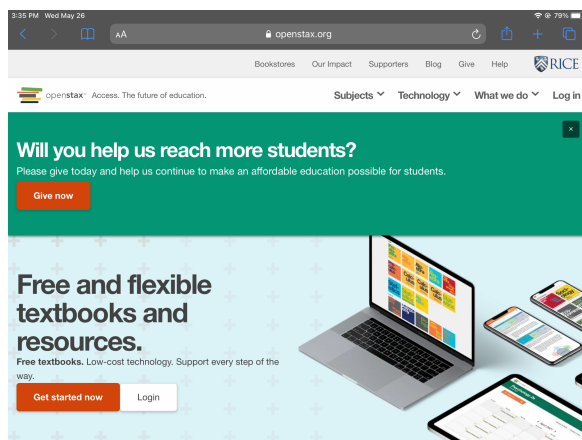 3:35 PM Wed May 26
79%
AA
openstax.org
Bookstores Our Impact Supporters Blog Give Help RICE
openstax™ Access. The future of education.
Subjects Technology What we do Log in
×
Will you help us reach more students?
Please give today and help us continue to make an affordable education possible for students.
Give now
Free and flexible
textbooks and
resources.
Free textbooks. Low-cost technology. Support every step of the
way.
Get started now Login